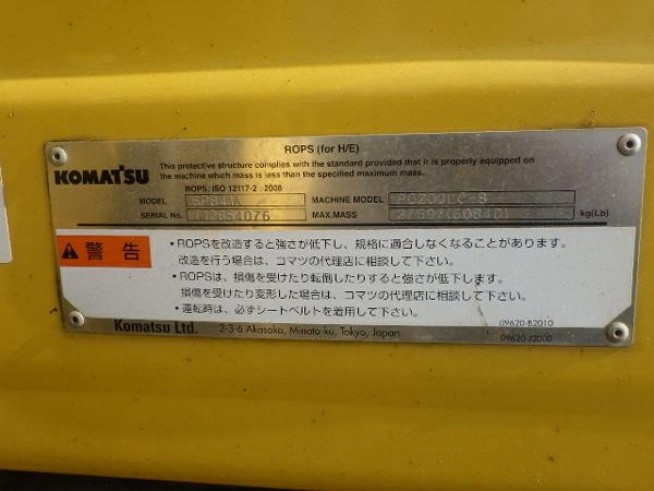 ROPS (for H/E)
KOMATSU
This protective structure complies with the standard provided that it is properly equipped on
the machine which mass is less than the specified maximum mass.
ROPS: ISO 12117-2 : 2008
MODEL MACHINE MODEL PC200LC-8
SERIAL No. MAX.MASS kg(Lb)
警告
・ROPSを改造すると強さが低下し、規格に適合しなくなることがあります。
改造を行う場合は、コマツの代理店に相談して下さい。
・ROPSは、損傷を受けたり転倒したりすると強さが低下します。
損傷を受けたり変形した場合は、コマツの代理店に相談して下さい。
・運転時は、必ずシートベルトを着用して下さい。
09620-B2010
Komatsu Ltd. 2-3-6 Akasaka, Minato-ku, Tokyo, Japan
09620-J2000